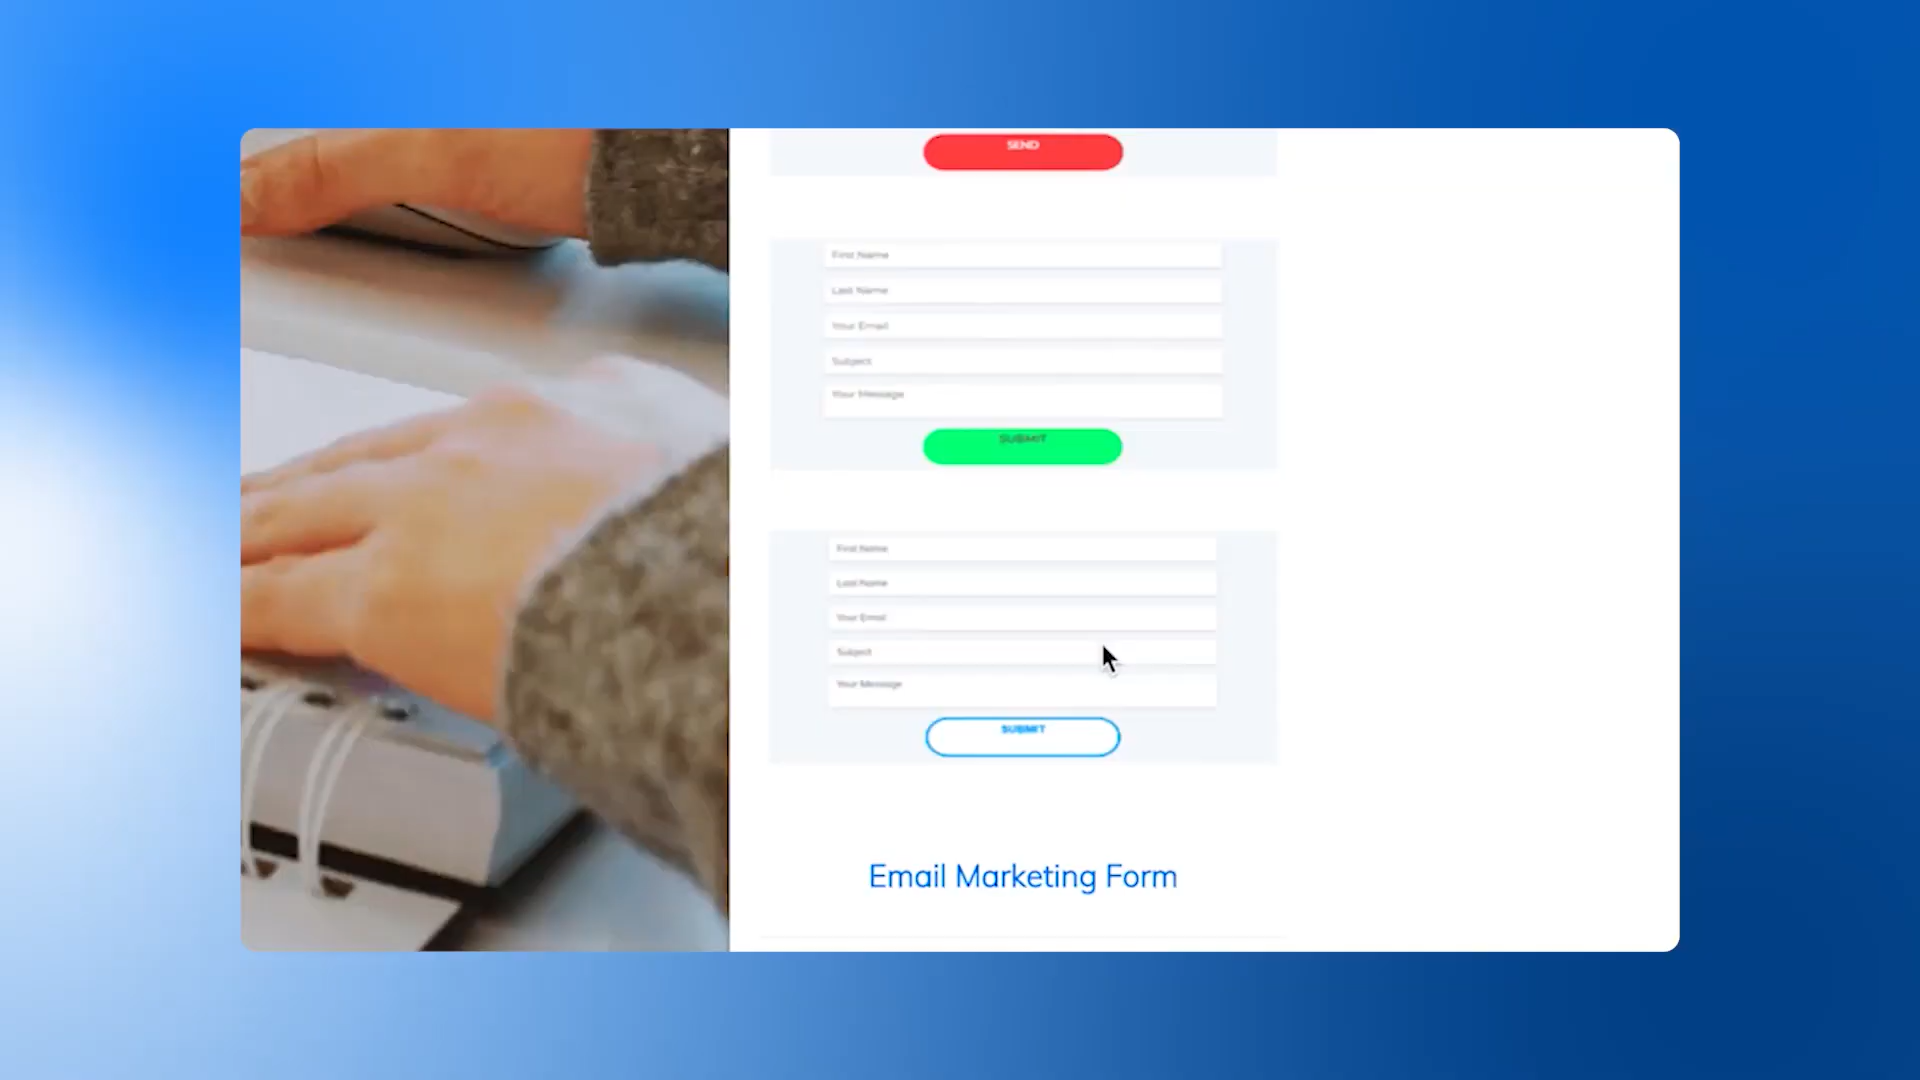 SEND
First Name
Last Name
Your Email
Subject
Your Message
SUBMIT
First Name
Last Name
Your Email
Subject
Your Message
SUBMIT
Email Marketing Form